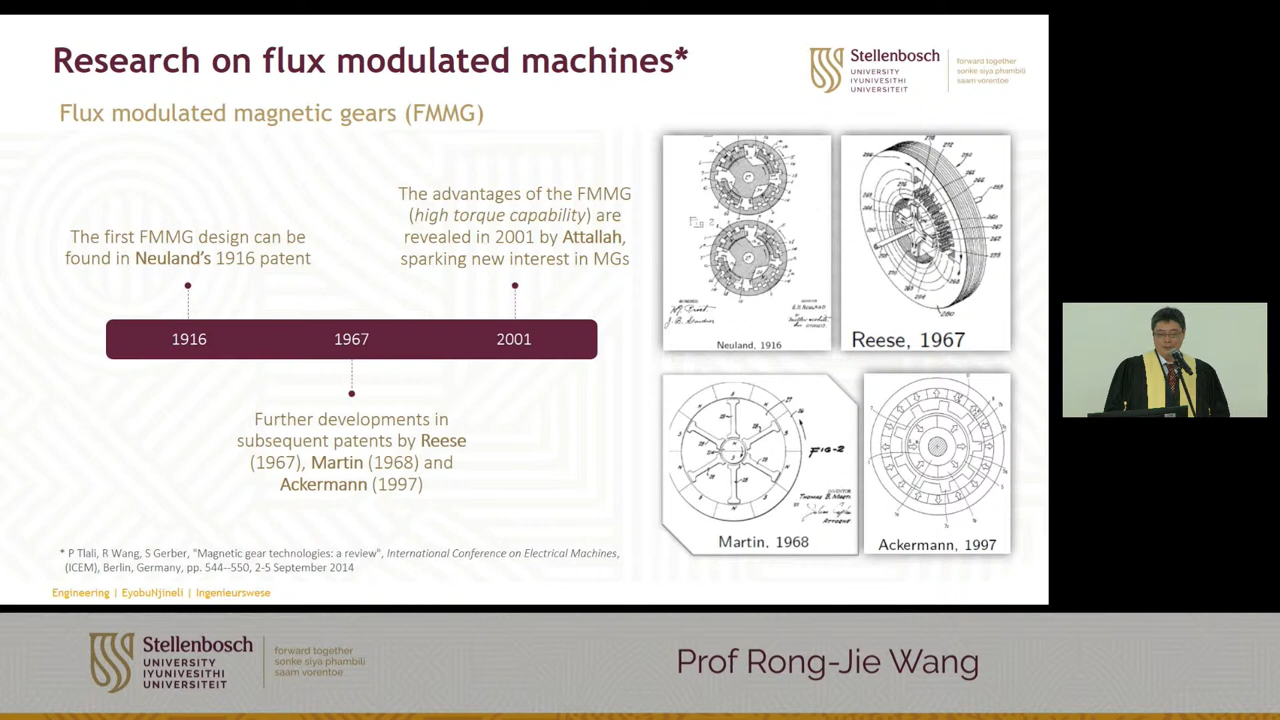 Research on flux modulated machines*
Flux modulated magnetic gears (FMMG)
Stellenbosch
UNIVERSITY
IYUNIVESITHI
UNIVERSITEIT
forward together
sonke siya phambili
saam vorentoe
The first FMMG design can be
found in Neuland's 1916 patent
The advantages of the FMMG
(high torque capability) are
revealed in 2001 by Attallah,
sparking new interest in MGs
1916
1967
2001
Further developments in
subsequent patents by Reese
(1967), Martin (1968) and
Ackermann (1997)
Neuland, 1916
Reese, 1967
FIG-2
INVENTOR
ATTORNEY
Martin, 1968
Ackermann, 1997
* P Tlali, R Wang, S Gerber, "Magnetic gear technologies: a review", International Conference on Electrical Machines,
(ICEM), Berlin, Germany, pp. 544--550, 2-5 September 2014
Engineering | EyobuNjineli | Ingenieurswese
Stellenbosch
UNIVERSITY
IYUNIVESITHI
UNIVERSITEIT
forward together
sonke siya phambili
saam vorentoe
Prof Rong-Jie Wang